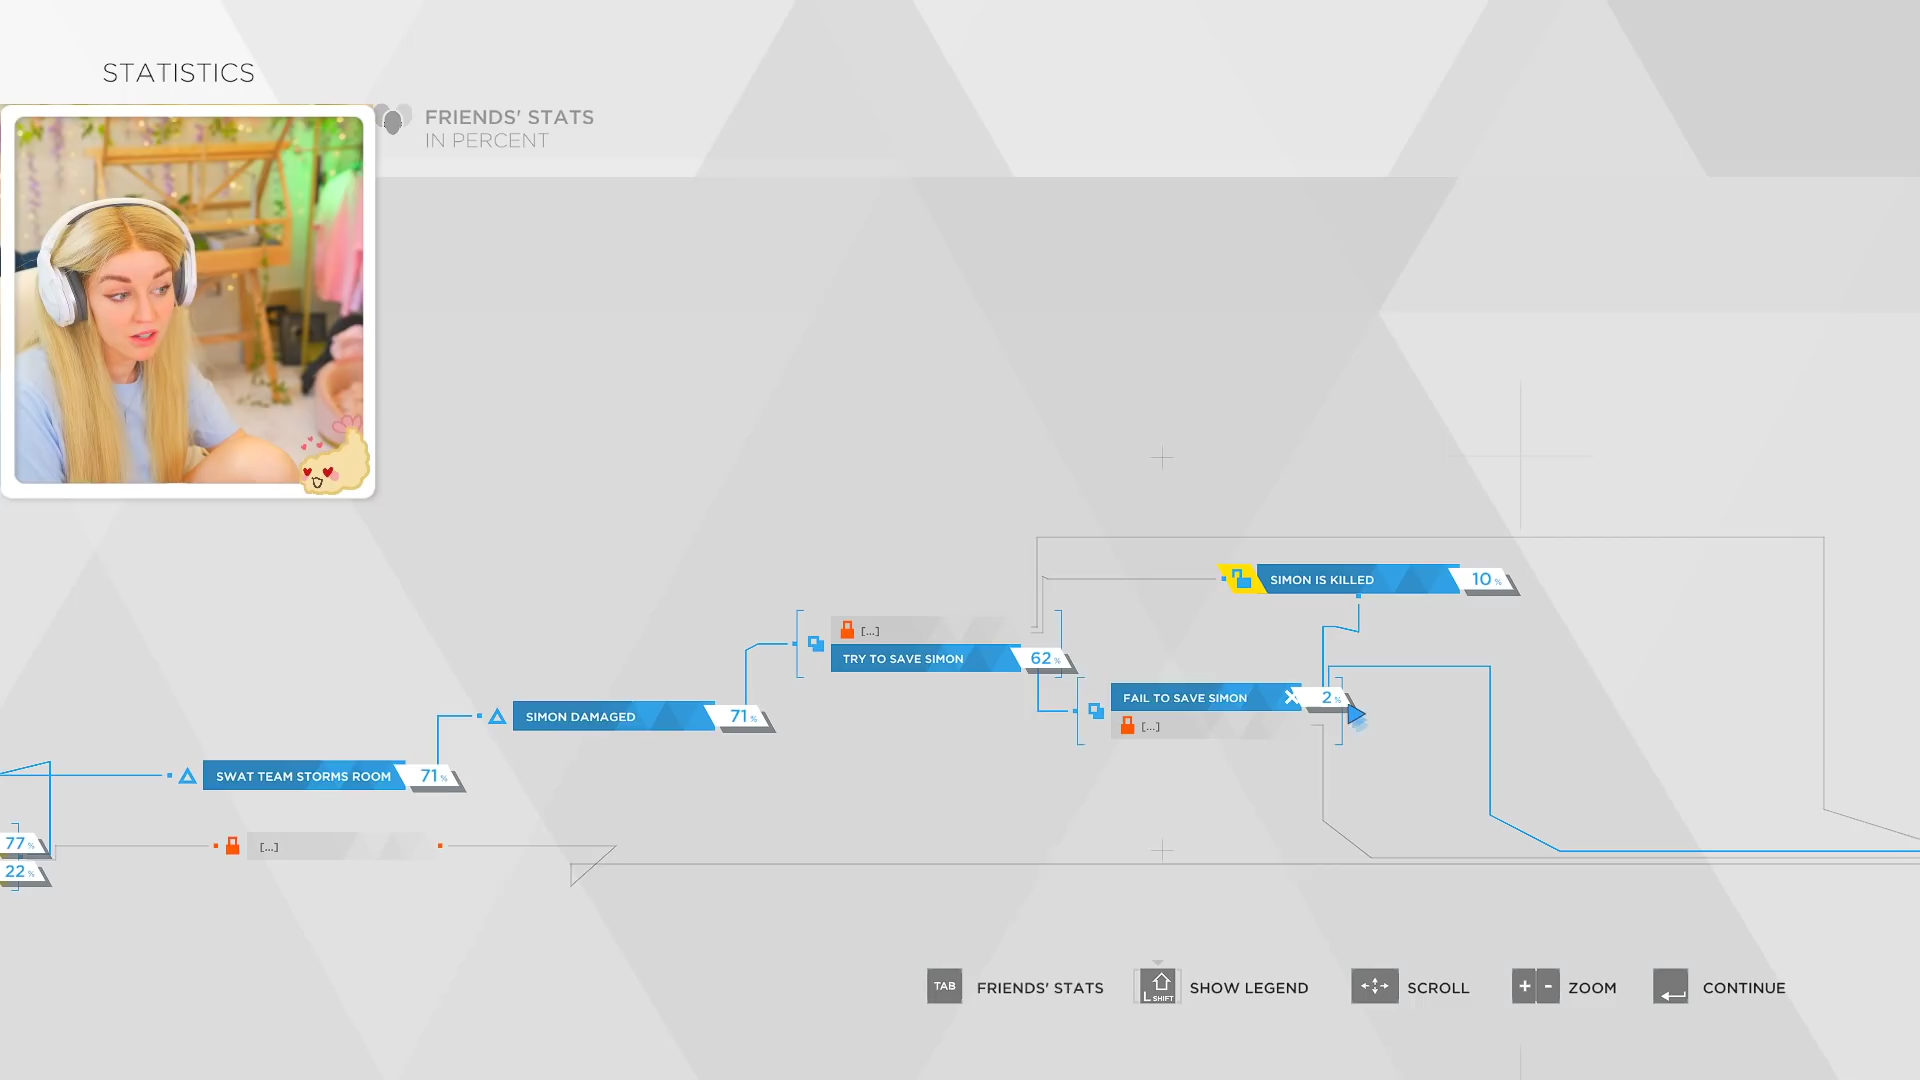 STATISTICS
FRIENDS' STATS
IN PERCENT
SIMON IS KILLED 10 %
[...]
TRY TO SAVE SIMON 62 %
FAIL TO SAVE SIMON 2 %
[...]
SIMON DAMAGED 71 %
SWAT TEAM STORMS ROOM 71 %
77 %
[...]
22 %
TAB FRIENDS' STATS L SHIFT SHOW LEGEND SCROLL + - ZOOM CONTINUE